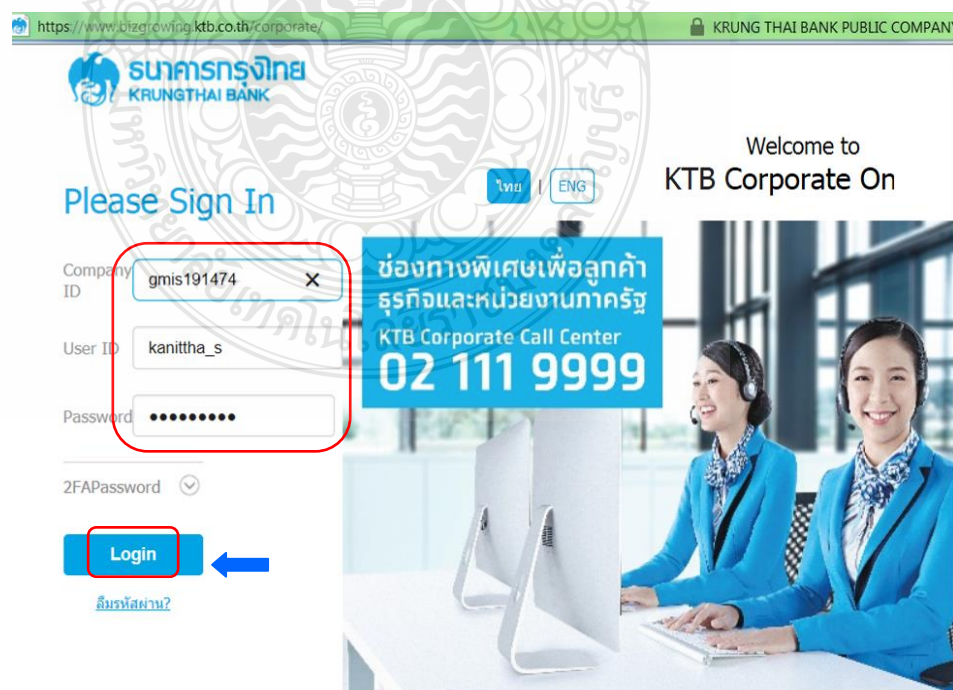 https://www.bizgrowing.ktb.co.th/corporate/
KRUNG THAI BANK PUBLIC COMPANY
ธนาคารกรุงไทย
KRUNGTHAI BANK
Welcome to
KTB Corporate On
Please Sign In
ไทย | ENG
Company ID
gmis191474
User ID
kanittha_s
Password
•••••••••
2FAPassword
Login
ลืมรหัสผ่าน?
ช่องทางพิเศษเพื่อลูกค้า
ธุรกิจและหน่วยงานภาครัฐ
KTB Corporate Call Center
02 111 9999